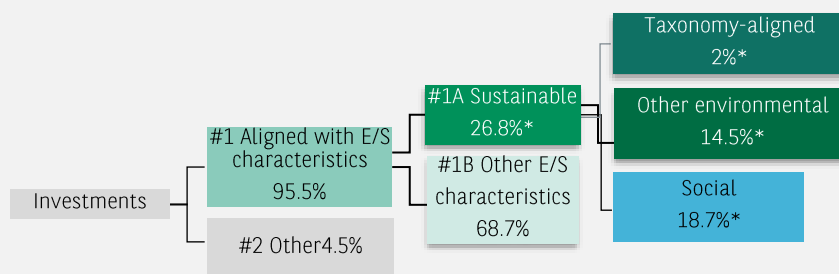 Investments
#1 Aligned with E/S
characteristics
95.5%
#2 Other4.5%
#1A Sustainable
26.8%*
#1B Other E/S
characteristics
68.7%
Taxonomy-aligned
2%*
Other environmental
14.5%*
Social
18.7%*